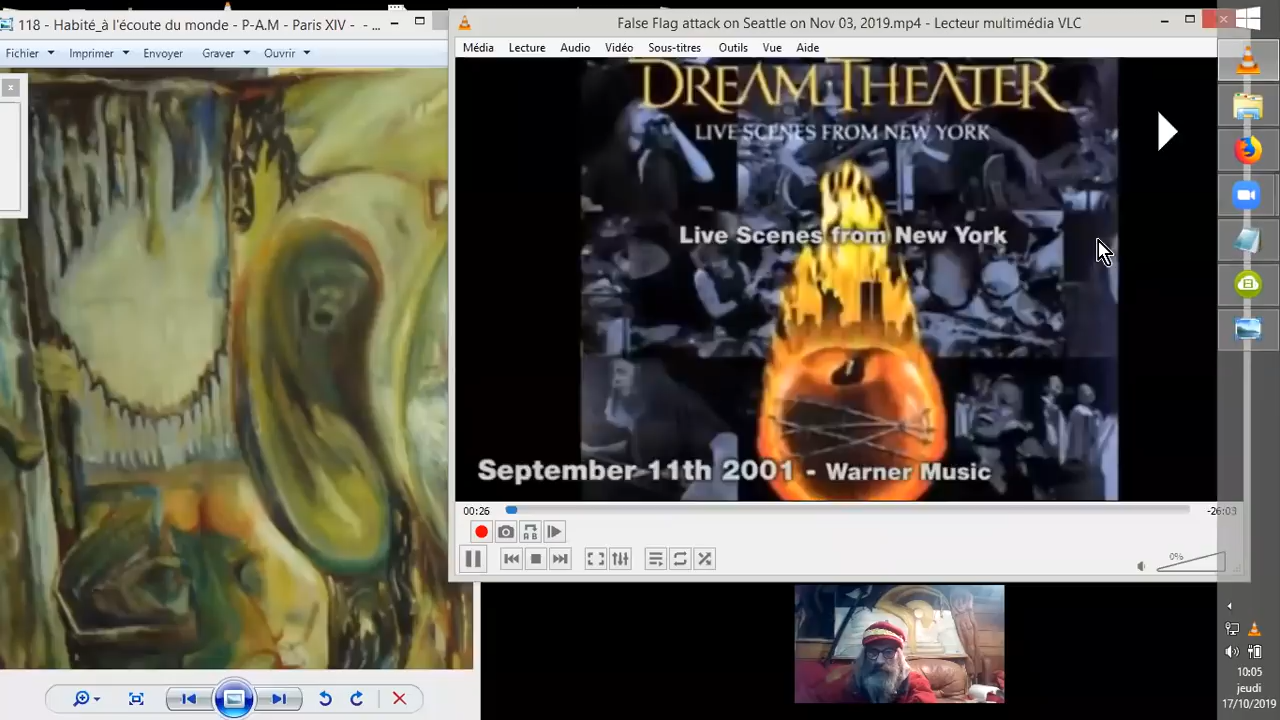 118 - Habité_à l'écoute du monde - P-A.M - Paris XIV - - ...
Fichier Imprimer Envoyer Graver Ouvrir
False Flag attack on Seattle on Nov 03, 2019.mp4 - Lecteur multimédia VLC
Média Lecture Audio Vidéo Sous-titres Outils Vue Aide
DREAM THEATER
LIVE SCENES FROM NEW YORK
Live Scenes from New York
September 11th 2001 - Warner Music
00:26
-26:03
0%
10:05
jeudi
17/10/2019